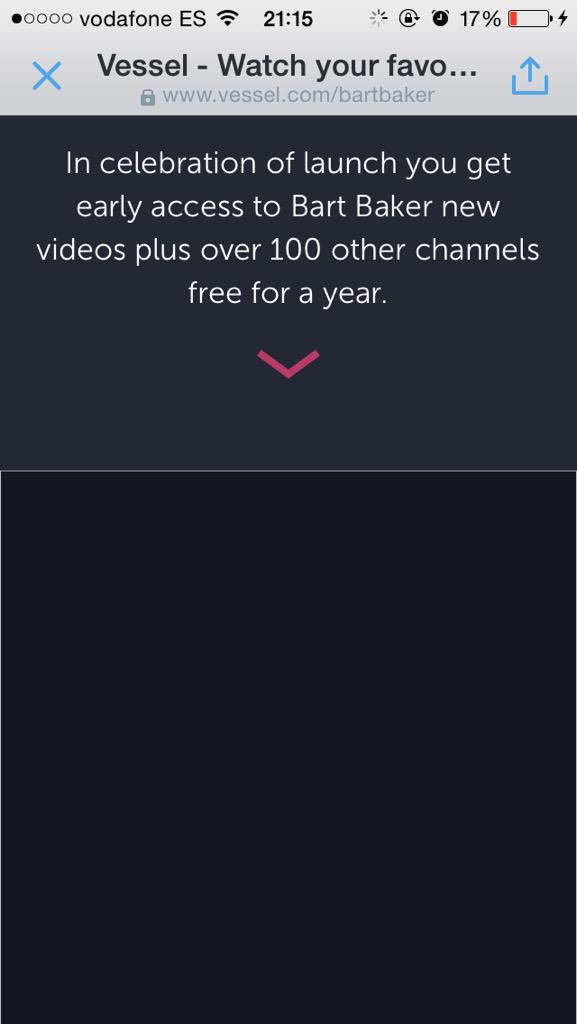 vodafone ES 21:15 17%
Vessel - Watch your favo...
www.vessel.com/bartbaker
In celebration of launch you get
early access to Bart Baker new
videos plus over 100 other channels
free for a year.